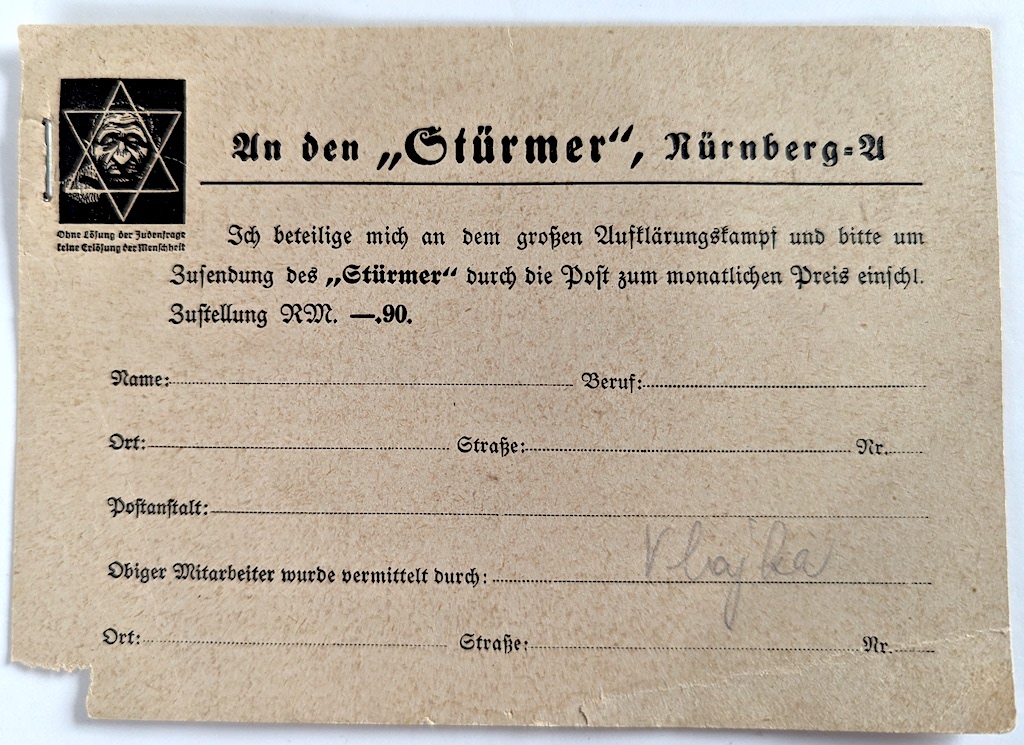 An den „Stürmer“, Nürnberg-A
Ohne Lösung der Judenfrage
keine Erlösung der Menschheit
Ich beteilige mich an dem großen Aufklärungskampf und bitte um
Zusendung des „Stürmer“ durch die Post zum monatlichen Preis einschl.
Zustellung RM. —.90.
Name: Beruf:
Ort: Straße: Nr.
Postanstalt:
Obiger Mitarbeiter wurde vermittelt durch: Vlajka
Ort: Straße: Nr.